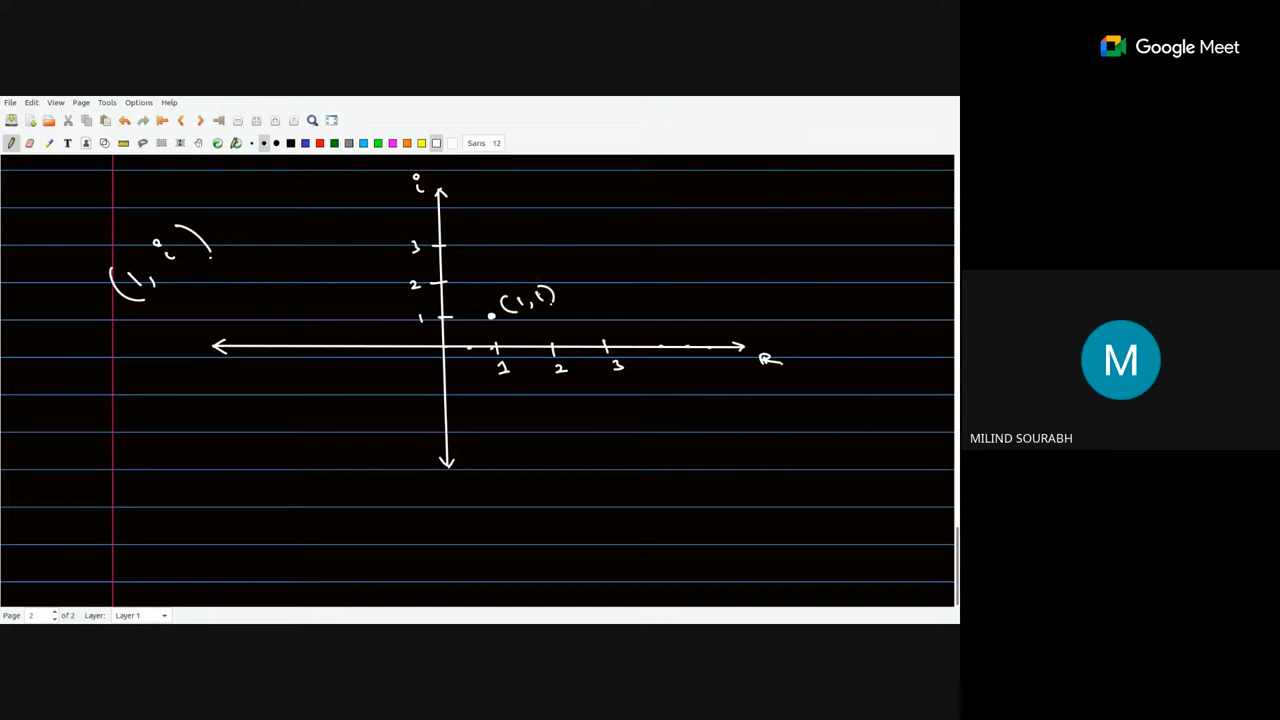 Google Meet
File Edit View Page Tools Options Help
T Sans 12
i
3
(1, i)
2
(1,1)
1
R
1 2 3
MILIND SOURABH
M
Page 2 of 2 Layer: Layer 1